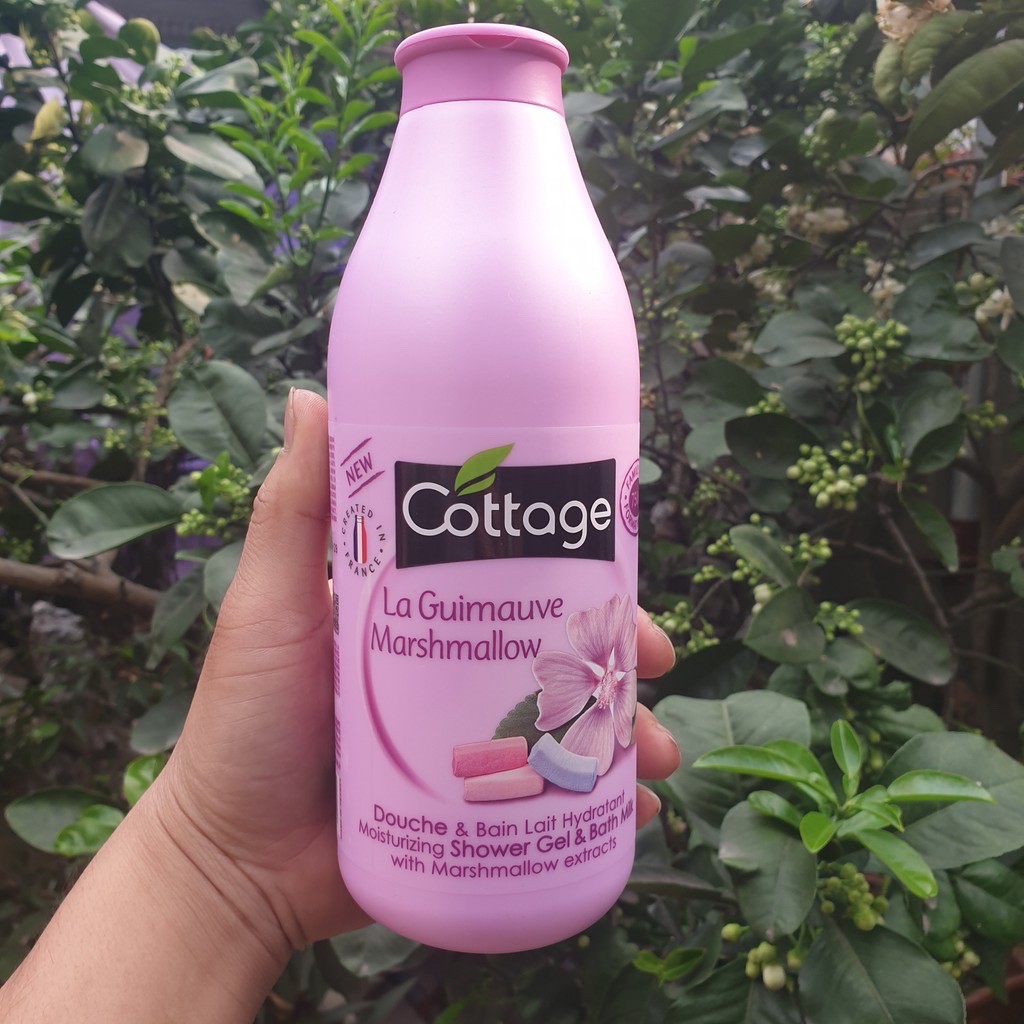 NEW
CREATED IN FRANCE
Cottage
La Guimauve
Marshmallow
Douche & Bain Lait Hydratant
Moisturizing Shower Gel & Bath Milk
with Marshmallow extracts